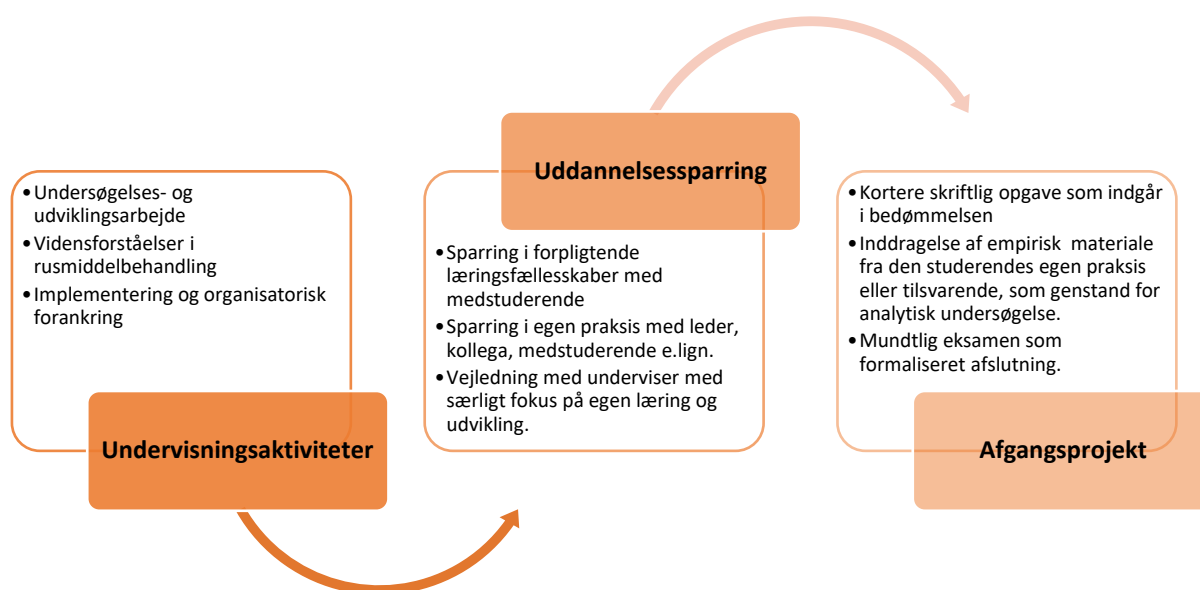 •Undersøgelses- og
udviklingsarbejde
•Vidensforståelser i
rusmiddelbehandling
•Implementering og organisatorisk
forankring
Undervisningsaktiviteter
Uddannelsessparring
•Sparring i forpligtende
læringsfællesskaber med
medstuderende
•Sparring i egen praksis med leder,
kollega, medstuderende e.lign.
•Vejledning med underviser med
særligt fokus på egen læring og
udvikling.
•Kortere skriftlig opgave som indgår
i bedømmelsen
•Inddragelse af empirisk materiale
fra den studerendes egen praksis
eller tilsvarende, som genstand for
analytisk undersøgelse.
•Mundtlig eksamen som
formaliseret afslutning.
Afgangsprojekt